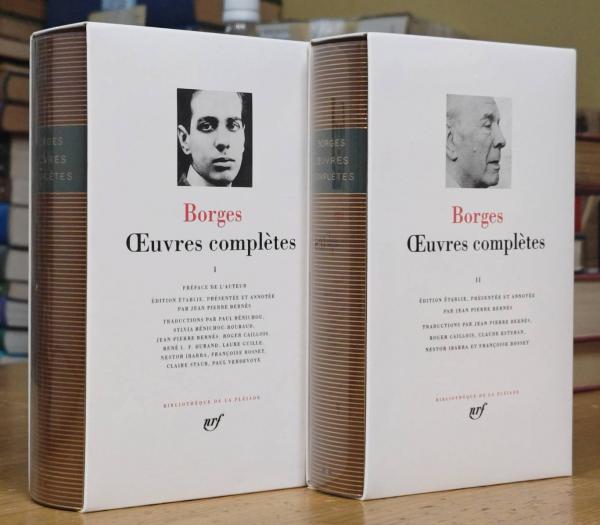 BORGES
ŒUVRES
COMPLÈTES
Borges
Œuvres complètes
I
PRÉFACE DE L'AUTEUR
ÉDITION ÉTABLIE, PRÉSENTÉE ET ANNOTÉE
PAR JEAN PIERRE BERNÈS
TRADUCTIONS PAR PAUL BÉNICHOU,
SYLVIA BÉNICHOU-ROUBAUD,
JEAN PIERRE BERNÈS, ROGER CAILLOIS,
RENÉ L. F. DURAND, LAURE GUILLE,
NESTOR IBARRA, FRANÇOISE ROSSET,
CLAIRE STAUB, PAUL VERDEVOYE
BIBLIOTHÈQUE DE LA PLÉIADE
nrf
BORGES
ŒUVRES
COMPLÈTES
Borges
Œuvres complètes
II
ÉDITION ÉTABLIE, PRÉSENTÉE ET ANNOTÉE
PAR JEAN PIERRE BERNÈS
TRADUCTIONS PAR JEAN PIERRE BERNÈS,
ROGER CAILLOIS, CLAUDE ESTEBAN,
NESTOR IBARRA ET FRANÇOISE ROSSET
BIBLIOTHÈQUE DE LA PLÉIADE
nrf